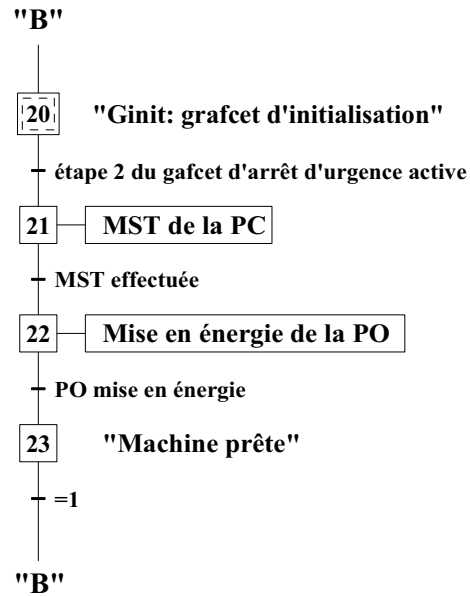 "B"
20 "Ginit: grafcet d'initialisation"
étape 2 du gafcet d'arrêt d'urgence active
21 MST de la PC
MST effectuée
22 Mise en énergie de la PO
PO mise en énergie
23 "Machine prête"
=1
"B"